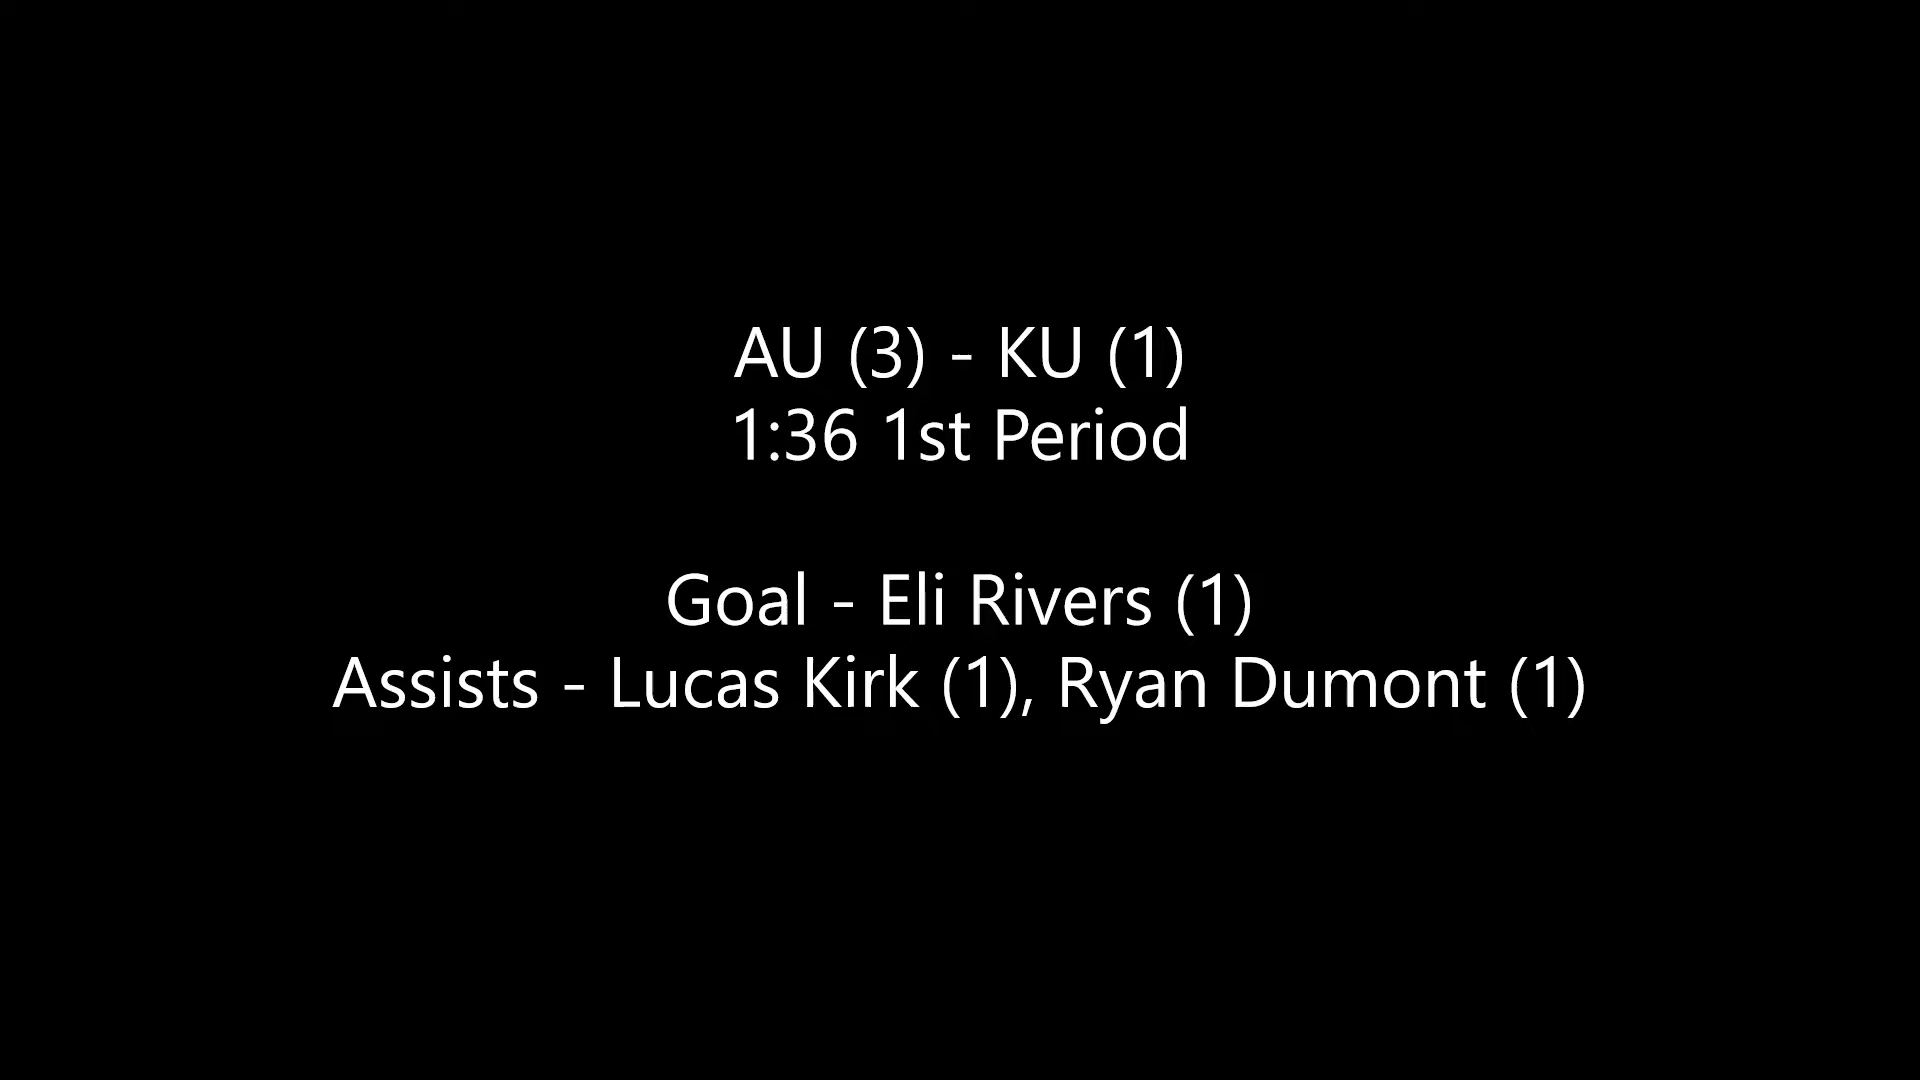 AU (3) - KU (1)
1:36 1st Period
Goal - Eli Rivers (1)
Assists - Lucas Kirk (1), Ryan Dumont (1)